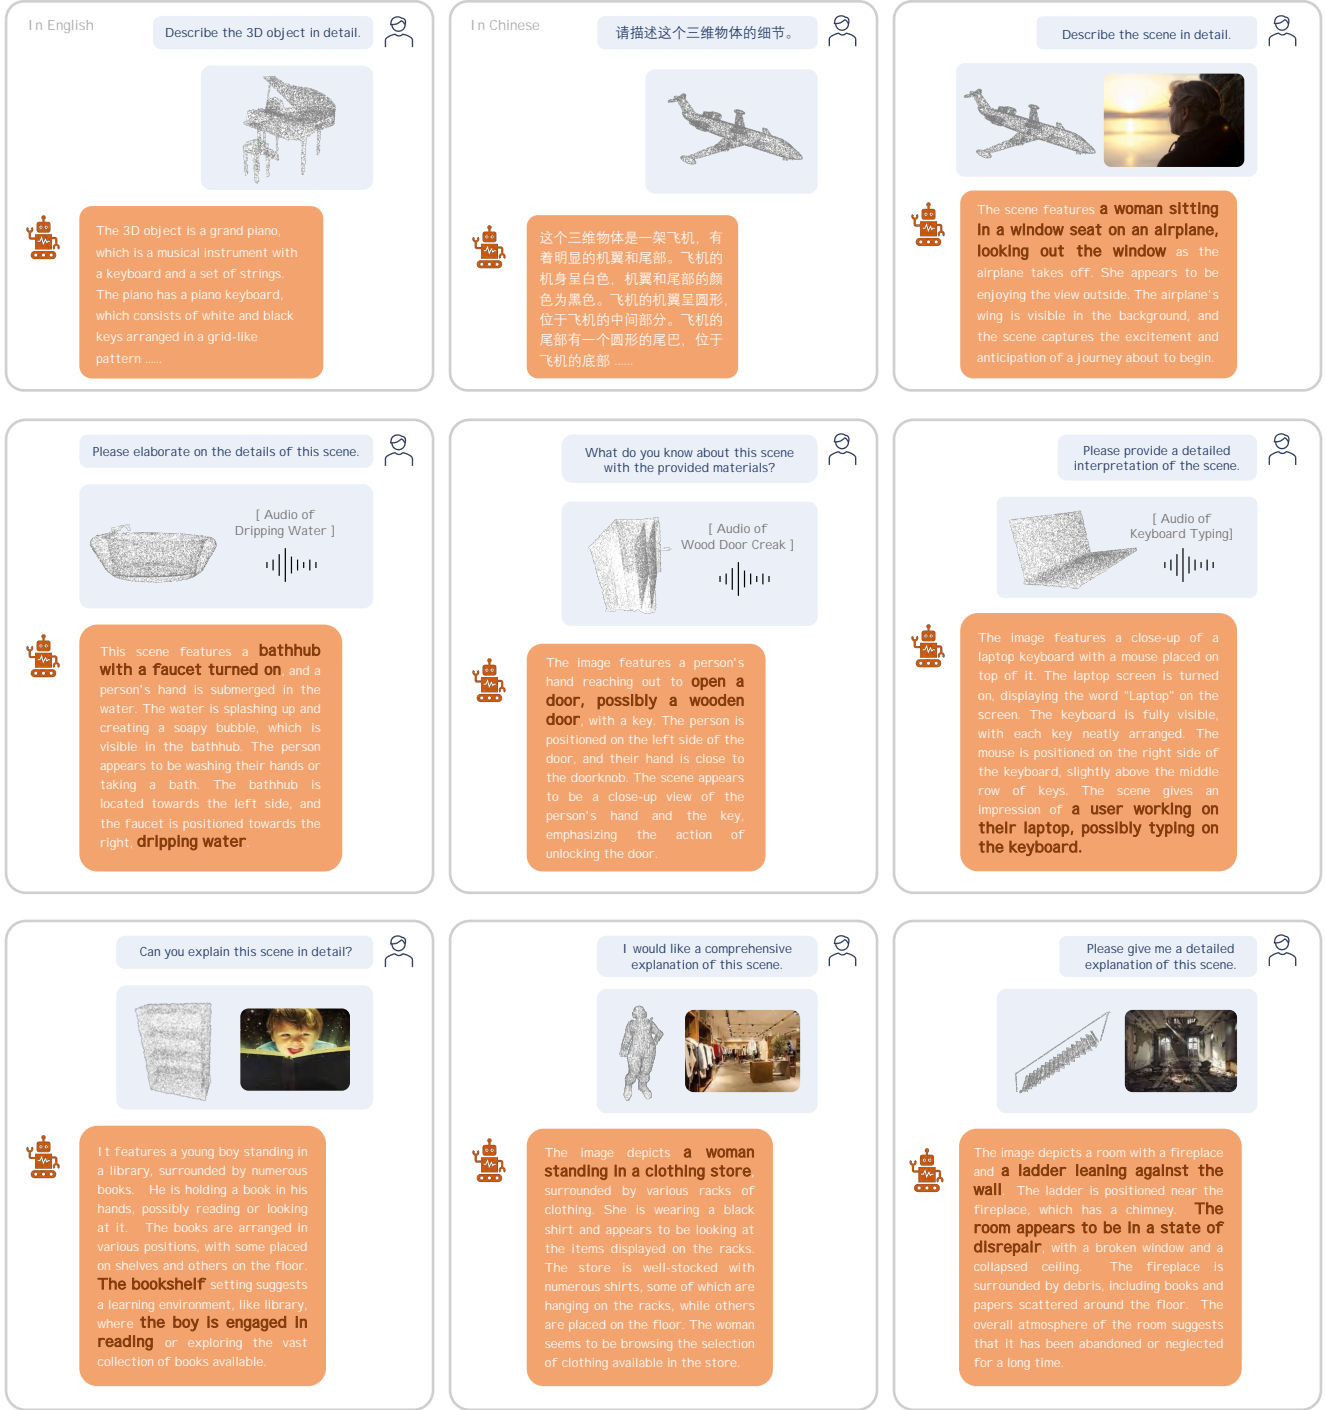 In English
Describe the 3D object in detail.
The 3D object is a grand piano,
which is a musical instrument with
a keyboard and a set of strings.
The piano has a piano keyboard,
which consists of white and black
keys arranged in a grid-like
pattern ......
In Chinese
请描述这个三维物体的细节。
这个三维物体是一架飞机，有
着明显的机翼和尾部。飞机的
机身呈白色，机翼和尾部的颜
色为黑色。飞机的机翼呈圆形，
位于飞机的中间部分。飞机的
尾部有一个圆形的尾巴，位于
飞机的底部 ......
Describe the scene in detail.
The scene features a woman sitting
in a window seat on an airplane,
looking out the window as the
airplane takes off. She appears to be
enjoying the view outside. The airplane's
wing is visible in the background, and
the scene captures the excitement and
anticipation of a journey about to begin.
Please elaborate on the details of this scene.
[ Audio of
Dripping Water ]
This scene features a bathhub
with a faucet turned on and a
person's hand is submerged in the
water. The water is splashing up and
creating a soapy bubble, which is
visible in the bathhub. The person
appears to be washing their hands or
taking a bath. The bathhub is
located towards the left side, and
the faucet is positioned towards the
right, dripping water.
What do you know about this scene
with the provided materials?
[ Audio of
Wood Door Creak ]
The image features a person's
hand reaching out to open a
door, possibly a wooden
door, with a key. The person is
positioned on the left side of the
door, and their hand is close to
the doorknob. The scene appears
to be a close-up view of the
person's hand and the key,
emphasizing the action of
unlocking the door.
Please provide a detailed
interpretation of the scene.
[ Audio of
Keyboard Typing]
The image features a close-up of a
laptop keyboard with a mouse placed on
top of it. The laptop screen is turned
on, displaying the word "Laptop" on the
screen. The keyboard is fully visible,
with each key neatly arranged. The
mouse is positioned on the right side of
the keyboard, slightly above the middle
row of keys. The scene gives an
impression of a user working on
their laptop, possibly typing on
the keyboard.
Can you explain this scene in detail?
It features a young boy standing in
a library, surrounded by numerous
books. He is holding a book in his
hands, possibly reading or looking
at it. The books are arranged in
various positions, with some placed
on shelves and others on the floor.
The bookshelf setting suggests
a learning environment, like library,
where the boy is engaged in
reading or exploring the vast
collection of books available.
I would like a comprehensive
explanation of this scene.
The image depicts a woman
standing in a clothing store
surrounded by various racks of
clothing. She is wearing a black
shirt and appears to be looking at
the items displayed on the racks.
The store is well-stocked with
numerous shirts, some of which are
hanging on the racks, while others
are placed on the floor. The woman
seems to be browsing the selection
of clothing available in the store.
Please give me a detailed
explanation of this scene.
The image depicts a room with a fireplace
and a ladder leaning against the
wall The ladder is positioned near the
fireplace, which has a chimney. The
room appears to be in a state of
disrepair, with a broken window and a
collapsed ceiling. The fireplace is
surrounded by debris, including books and
papers scattered around the floor. The
overall atmosphere of the room suggests
that it has been abandoned or neglected
for a long time.